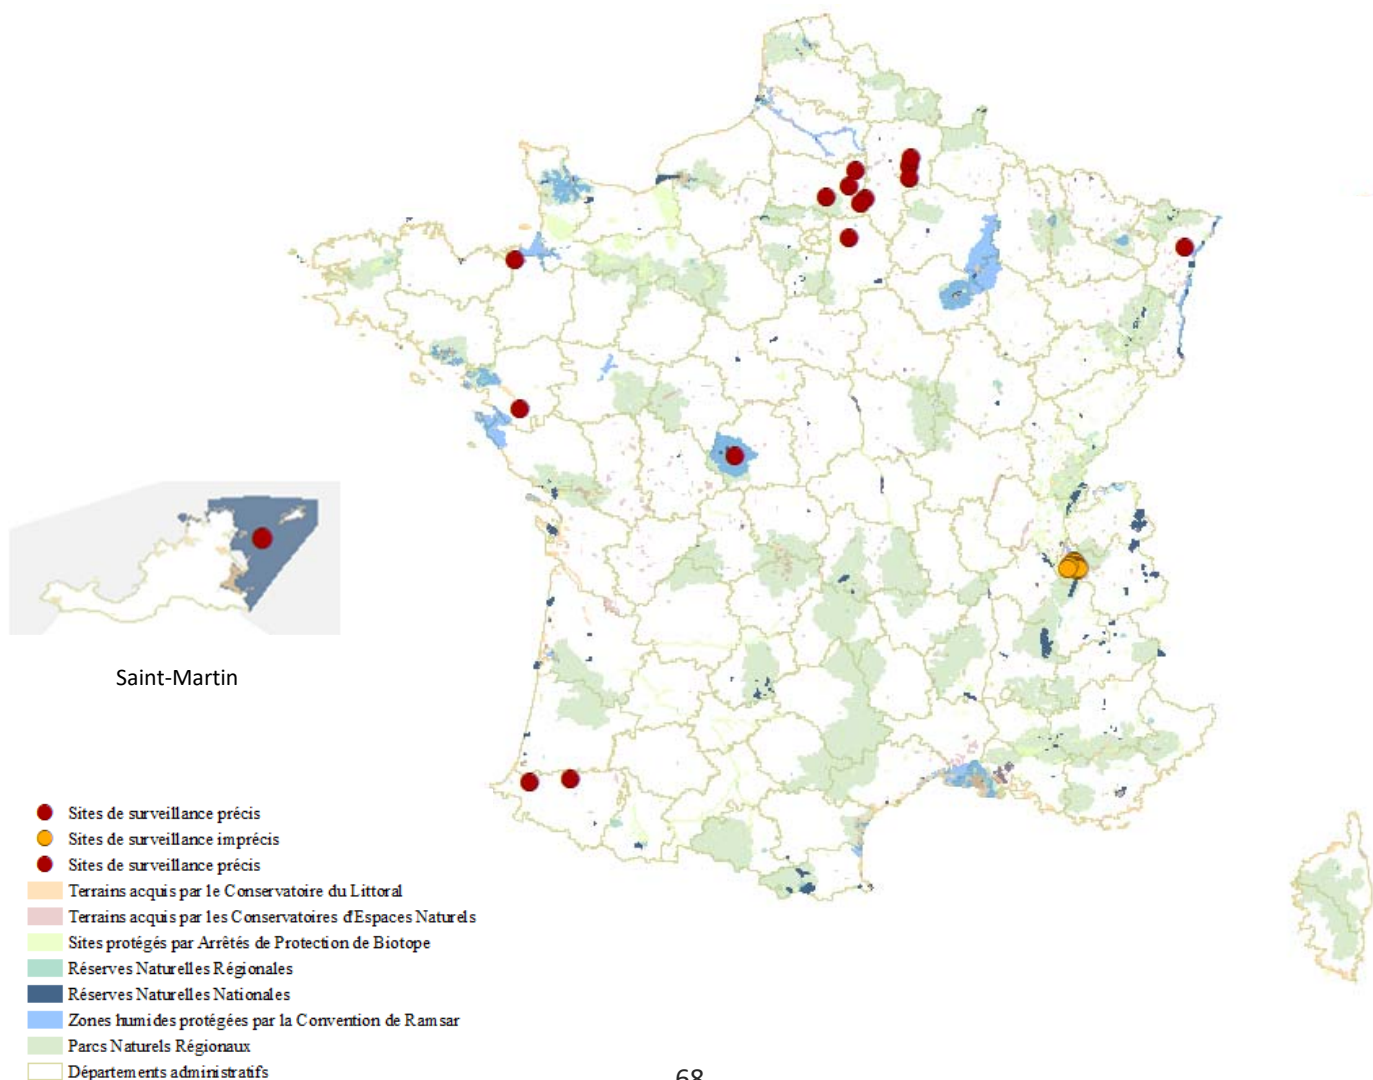 Saint-Martin
Sites de surveillance précis
Sites de surveillance imprécis
Sites de surveillance précis
Terrains acquis par le Conservatoire du Littoral
Terrains acquis par les Conservatoires d'Espaces Naturels
Sites protégés par Arrêtés de Protection de Biotope
Réserves Naturelles Régionales
Réserves Naturelles Nationales
Zones humides protégées par la Convention de Ramsar
Parcs Naturels Régionaux
Départements administratifs
68